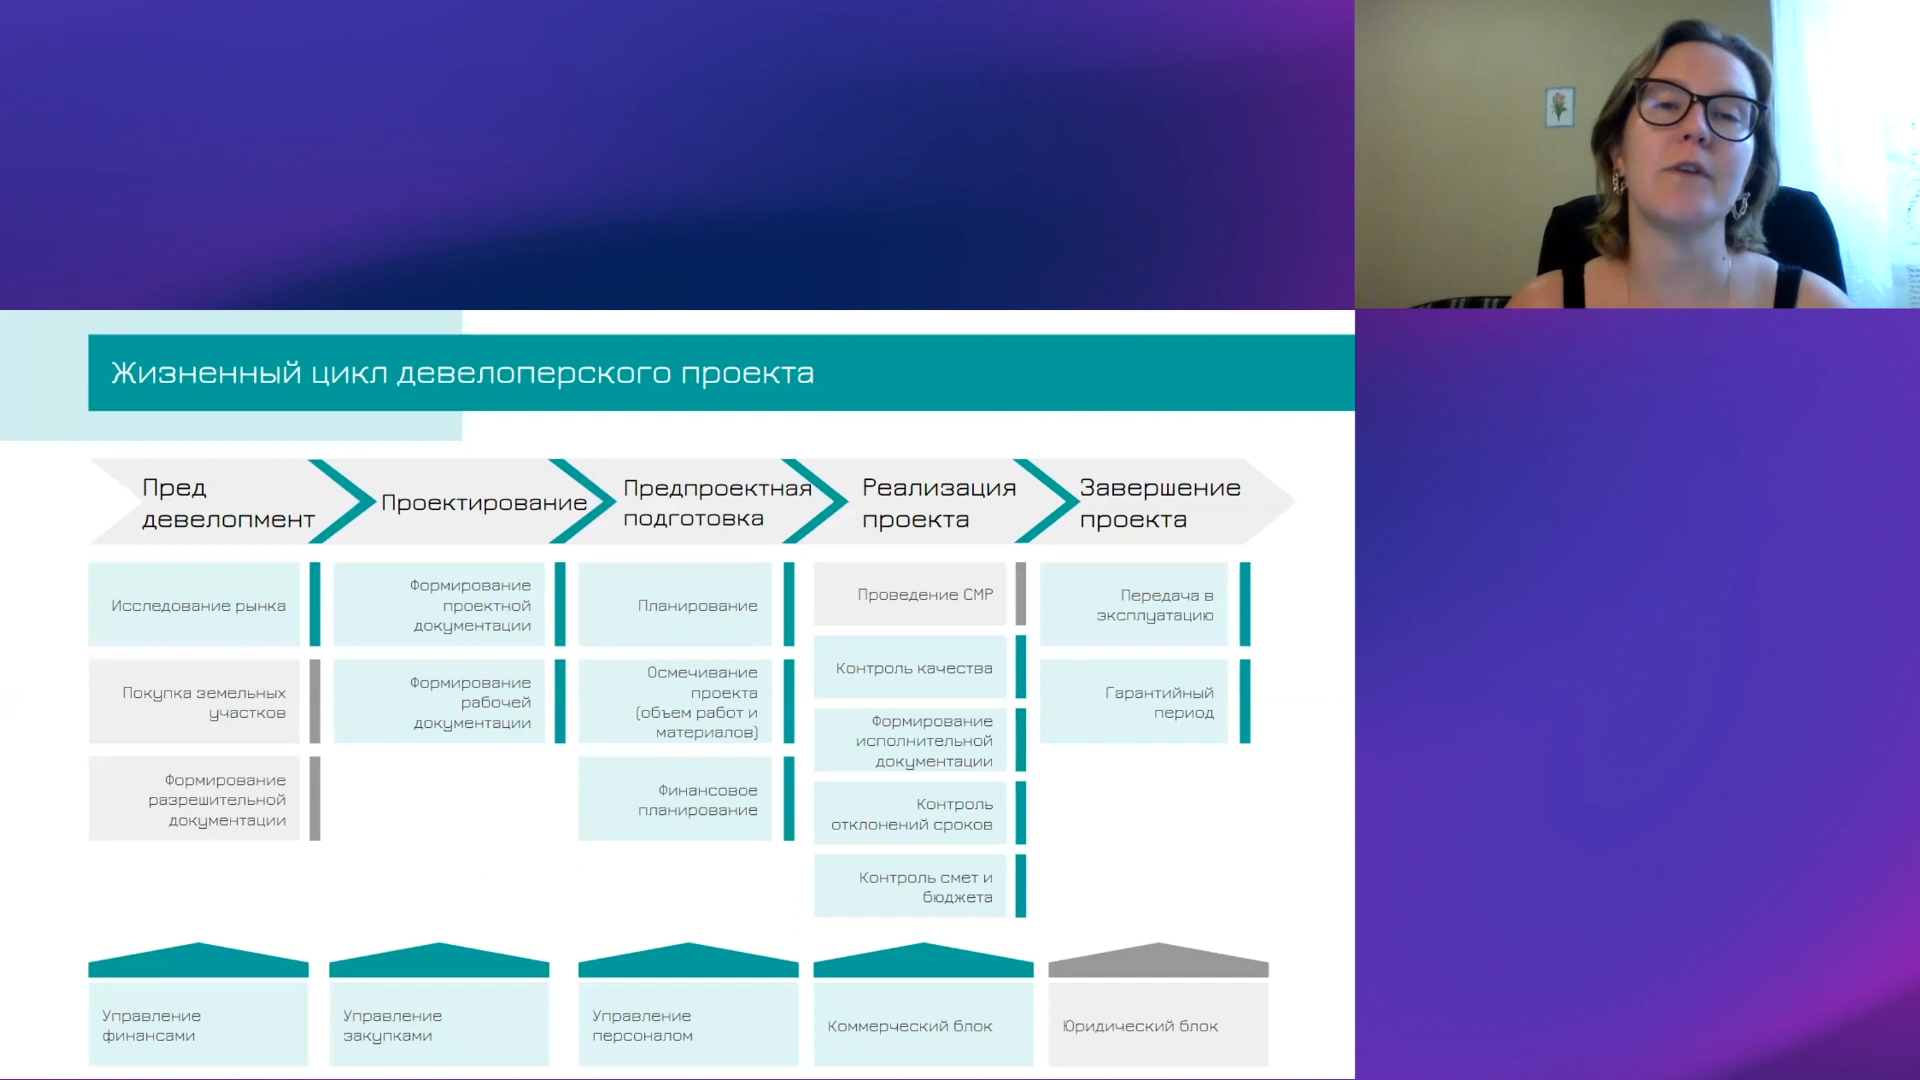 Жизненный цикл девелоперского проекта
Пред
девелопмент
Проектирование
Предпроектная
подготовка
Реализация
проекта
Завершение
проекта
Исследование рынка
Покупка земельных
участков
Формирование
разрешительной
документации
Формирование
проектной
документации
Формирование
рабочей
документации
Планирование
Осмечивание
проекта
(объем работ и
материалов)
Финансовое
планирование
Проведение СМР
Контроль качества
Формирование
исполнительной
документации
Контроль
отклонений сроков
Контроль смет и
бюджета
Передача в
эксплуатацию
Гарантийный
период
Управление
финансами
Управление
закупками
Управление
персоналом
Коммерческий блок
Юридический блок